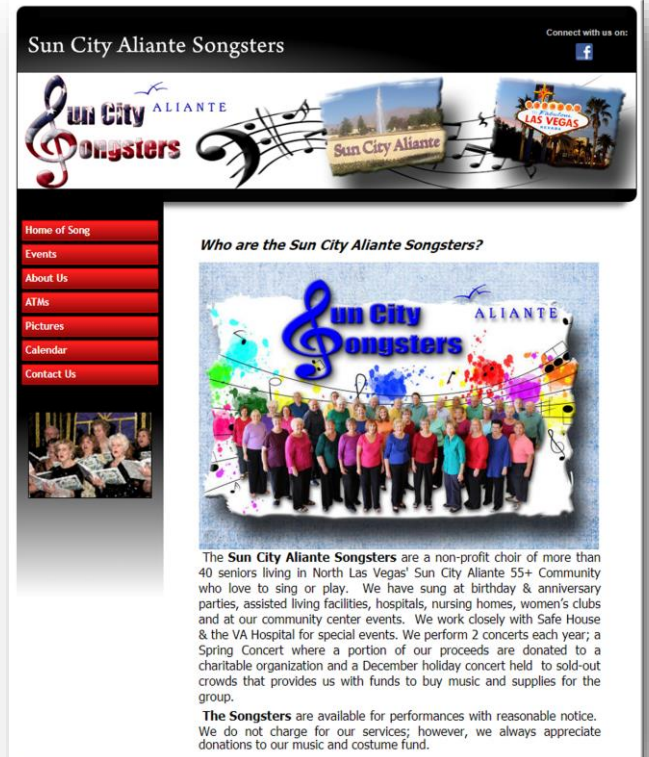 Sun City Aliante Songsters
Connect with us on:
f
Sun City
ALIANTE
Songsters
Sun City Aliante
Welcome
to Fabulous
LAS VEGAS
NEVADA
Home of Song
Events
About Us
ATMs
Pictures
Calendar
Contact Us
Who are the Sun City Aliante Songsters?
Sun City
ALIANTE
Songsters
The Sun City Aliante Songsters are a non-profit choir of more than
40 seniors living in North Las Vegas' Sun City Aliante 55+ Community
who love to sing or play. We have sung at birthday & anniversary
parties, assisted living facilities, hospitals, nursing homes, women's clubs
and at our community center events. We work closely with Safe House
& the VA Hospital for special events. We perform 2 concerts each year; a
Spring Concert where a portion of our proceeds are donated to a
charitable organization and a December holiday concert held to sold-out
crowds that provides us with funds to buy music and supplies for the
group.
The Songsters are available for performances with reasonable notice.
We do not charge for our services; however, we always appreciate
donations to our music and costume fund.